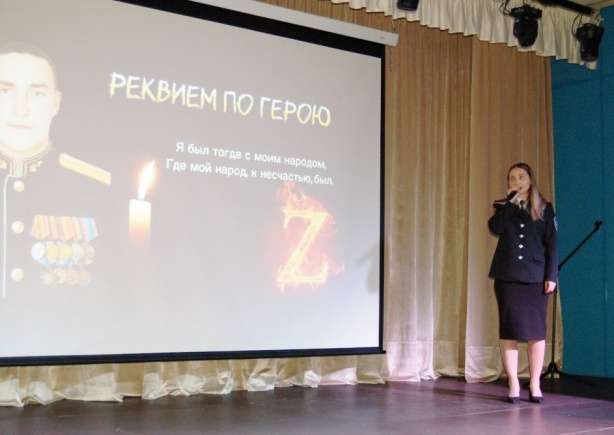 РЕКВИЕМ ПО ГЕРОЮ
Я был тогда с моим народом,
Где мой народ, к несчастью, был.
Z